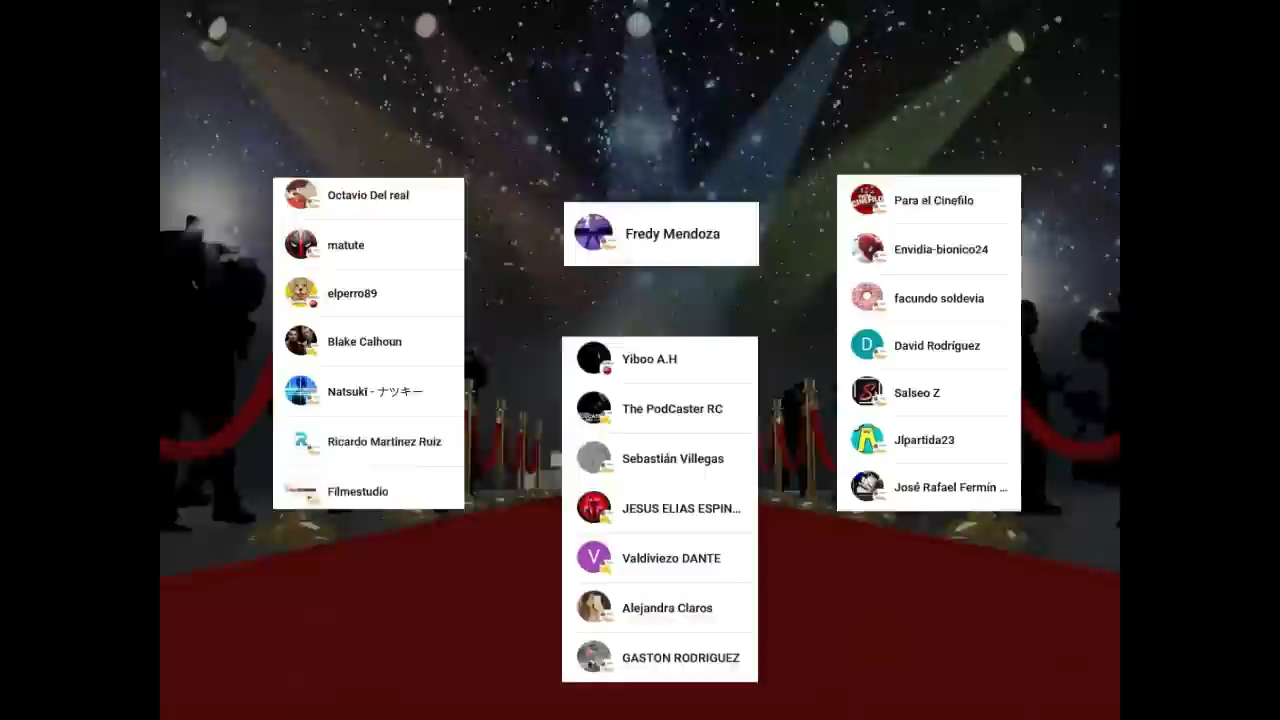 Octavio Del real
matute
elperro89
Blake Calhoun
Natsukī - ナツキー
Ricardo Martinez Ruiz
Filmestudio
Fredy Mendoza
Yiboo A.H
The PodCaster RC
Sebastián Villegas
JESUS ELIAS ESPIN...
V
Valdiviezo DANTE
Alejandra Claros
GASTON RODRIGUEZ
Para el Cinefilo
Envidia-bionico24
facundo soldevia
D
David Rodríguez
Salseo Z
Jlpartida23
José Rafael Fermín ...